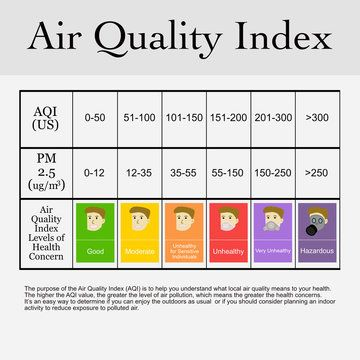 Air Quality Index
AQI (US) 0-50 51-100 101-150 151-200 201-300 >300
PM 2.5 (ug/m³) 0-12 12-35 35-55 55-150 150-250 >250
Air Quality Index Levels of Health Concern
Good Moderate Unhealthy for Sensitive Individuals Unhealthy Very Unhealthy Hazardous
The purpose of the Air Quality Index (AQI) is to help you understand what local air quality means to your health.
The higher the AQI value, the greater the level of air pollution, which means the greater the health concerns.
It's an easy way to determine if you can enjoy the outdoors as usual or if you should consider planning an indoor
activity to reduce exposure to polluted air.